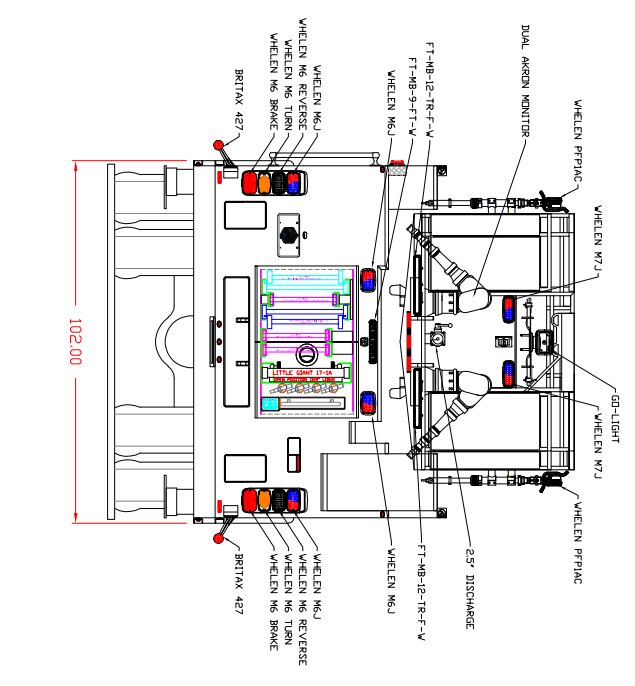 GO-LIGHT
WHELEN M7J
WHELEN M7J
WHELEN PFP1AC
WHELEN PFP1AC
DUAL AKRON MONITOR
2.5" DISCHARGE
FT-MB-12-TR-F-W
FT-MB-12-TR-F-W
FT-MB-9-FT-W
WHELEN M6J
WHELEN M6J
WHELEN M6J
WHELEN M6 REVERSE
WHELEN M6 TURN
WHELEN M6 BRAKE
WHELEN M6J
WHELEN M6 REVERSE
WHELEN M6 TURN
WHELEN M6 BRAKE
BRITAX 427
BRITAX 427
LITTLE GIANT 17-1A
OPEN POSITION
102.00